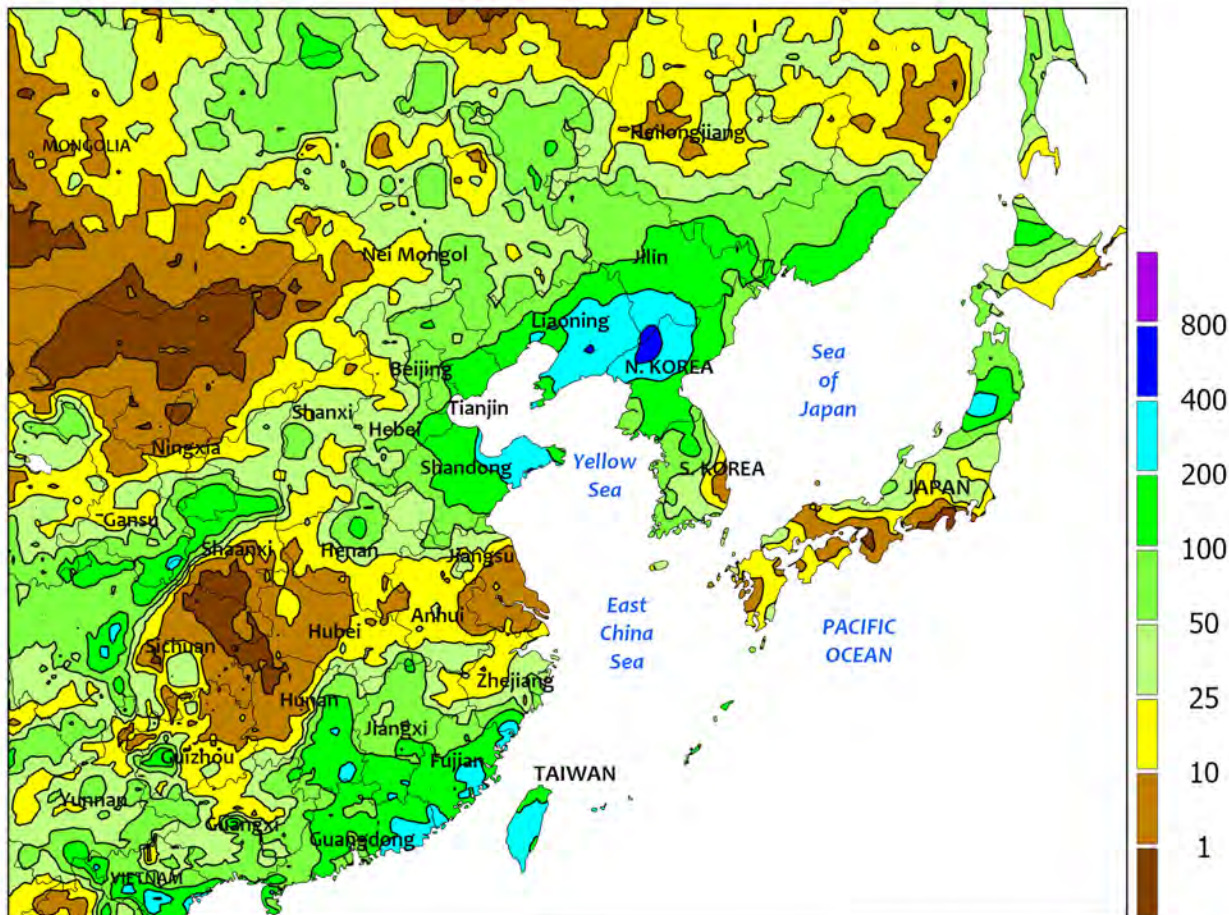 MONGOLIA
Heilongjiang
Nei Mongol
Jilin
Liaoning
Beijing
N. KOREA
Sea
of
Japan
Shanxi
Tianjin
Hebei
Ningxia
Shandong
Yellow
Sea
S. KOREA
JAPAN
Gansu
Shaanxi
Henan
Jiangsu
Anhui
Hubei
East
China
Sea
PACIFIC
OCEAN
Sichuan
Zhejiang
Hunan
Jiangxi
Guizhou
Fujian
TAIWAN
Yunnan
Guangxi
Guangdong
VIETNAM
800
400
200
100
50
25
10
1